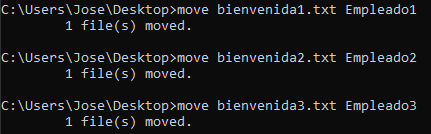 C:\Users\Jose\Desktop>move bienvenida1.txt Empleado1
        1 file(s) moved.
C:\Users\Jose\Desktop>move bienvenida2.txt Empleado2
        1 file(s) moved.
C:\Users\Jose\Desktop>move bienvenida3.txt Empleado3
        1 file(s) moved.